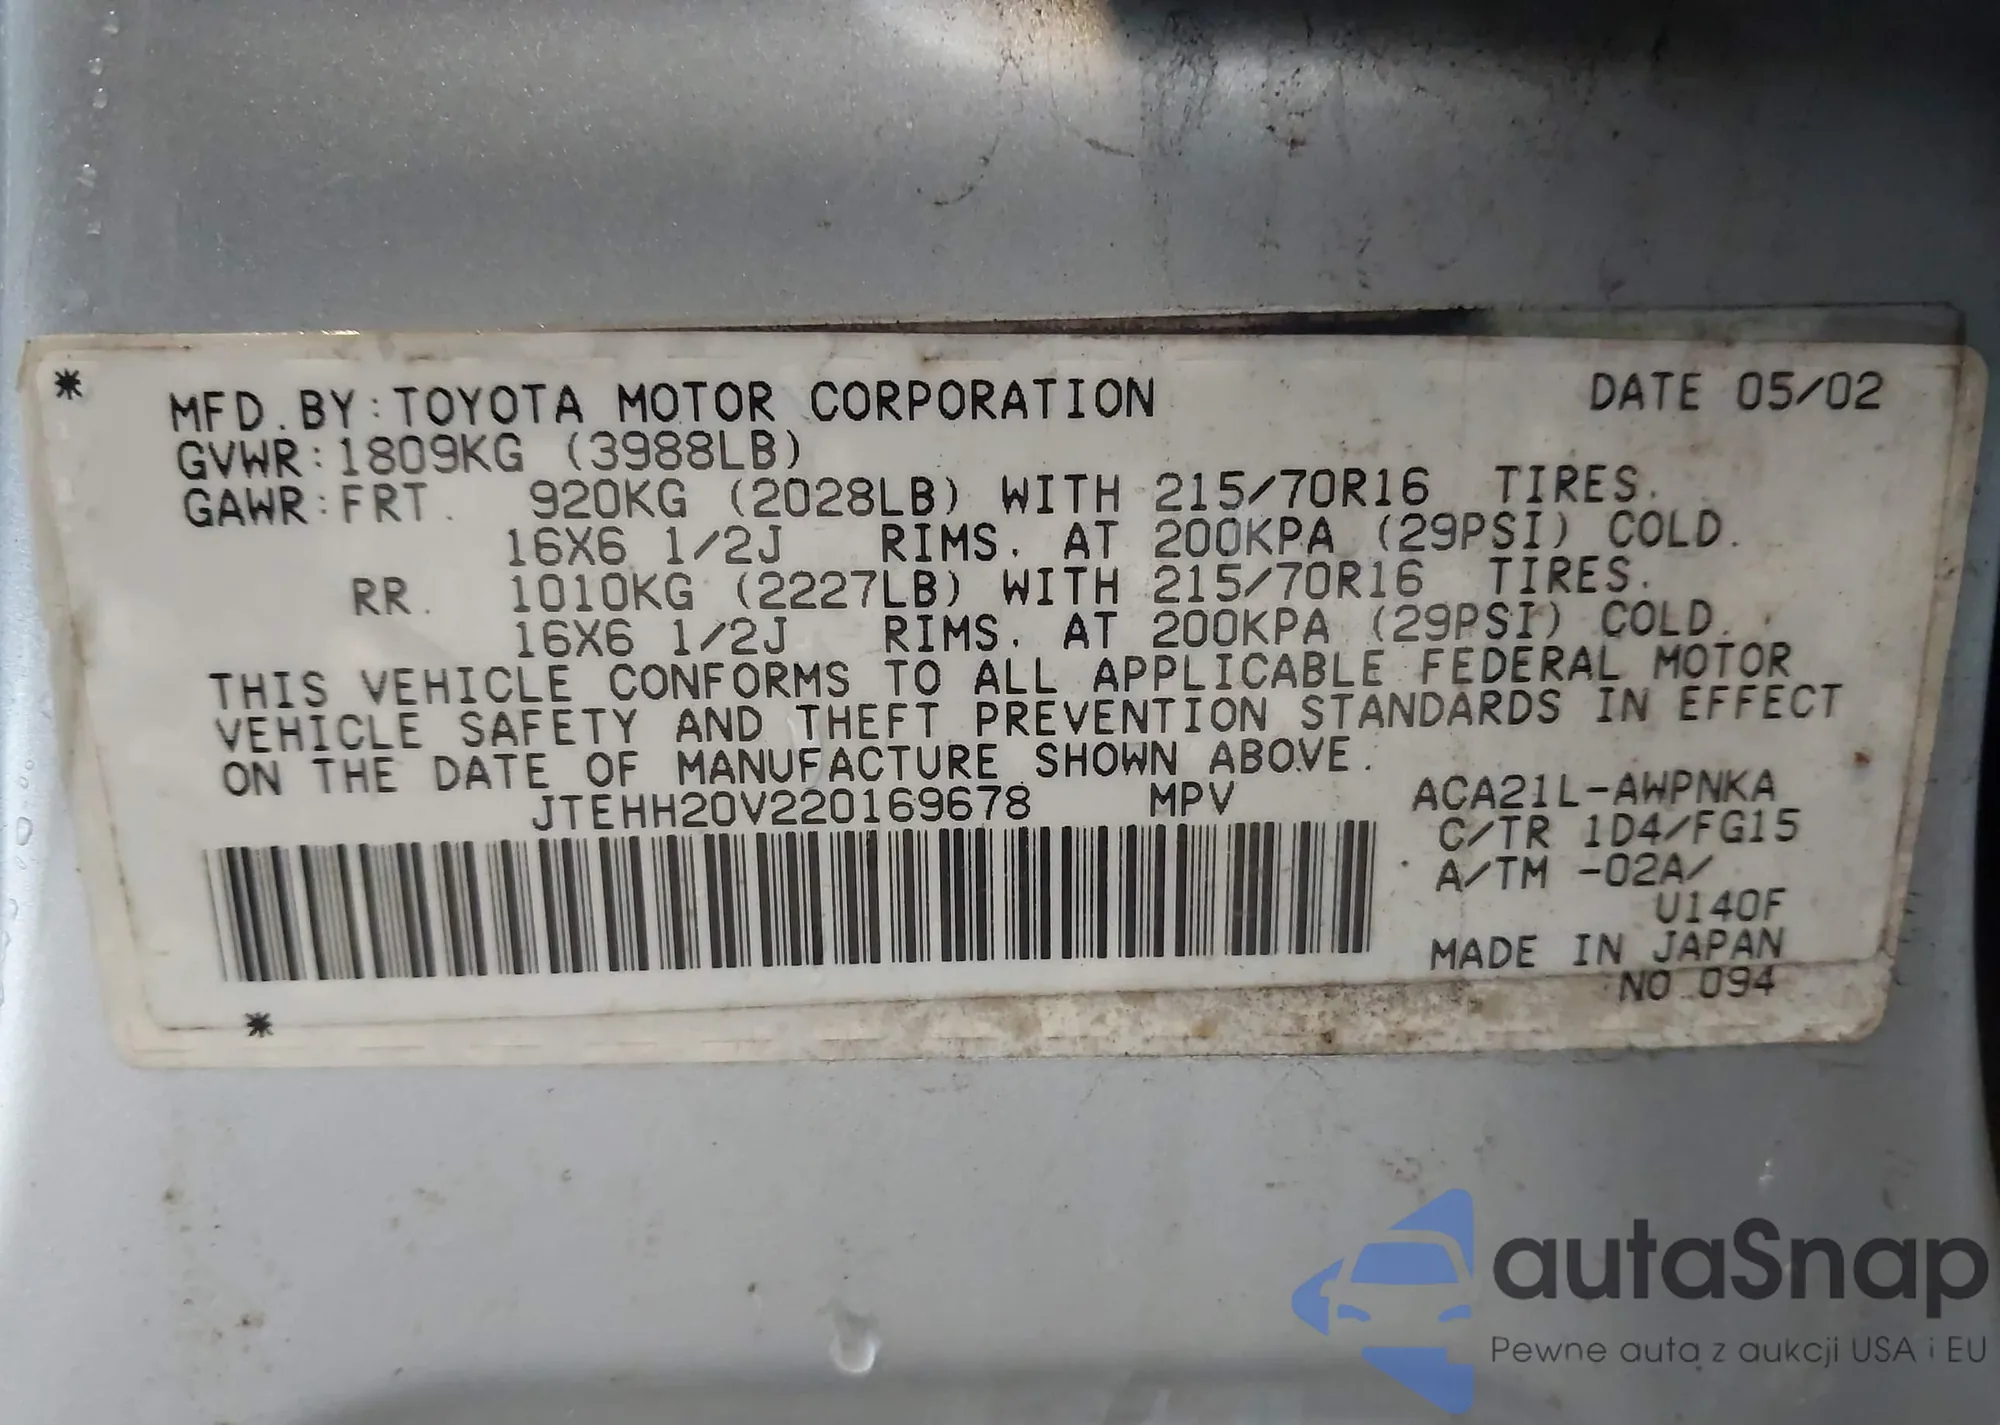 MFD.BY:TOYOTA MOTOR CORPORATION DATE 05/02
GVWR:1809KG (3988LB)
GAWR:FRT. 920KG (2028LB) WITH 215/70R16 TIRES.
16X6 1/2J RIMS. AT 200KPA (29PSI) COLD.
RR. 1010KG (2227LB) WITH 215/70R16 TIRES.
16X6 1/2J RIMS. AT 200KPA (29PSI) COLD.
THIS VEHICLE CONFORMS TO ALL APPLICABLE FEDERAL MOTOR
VEHICLE SAFETY AND THEFT PREVENTION STANDARDS IN EFFECT
ON THE DATE OF MANUFACTURE SHOWN ABOVE.
JTEHH20V220169678 MPV ACA21L-AWPNKA
C/TR 1D4/FG15
A/TM -02A/
U140F
MADE IN JAPAN
NO 094
autaSnap
Pewne auta z aukcji USA i EU